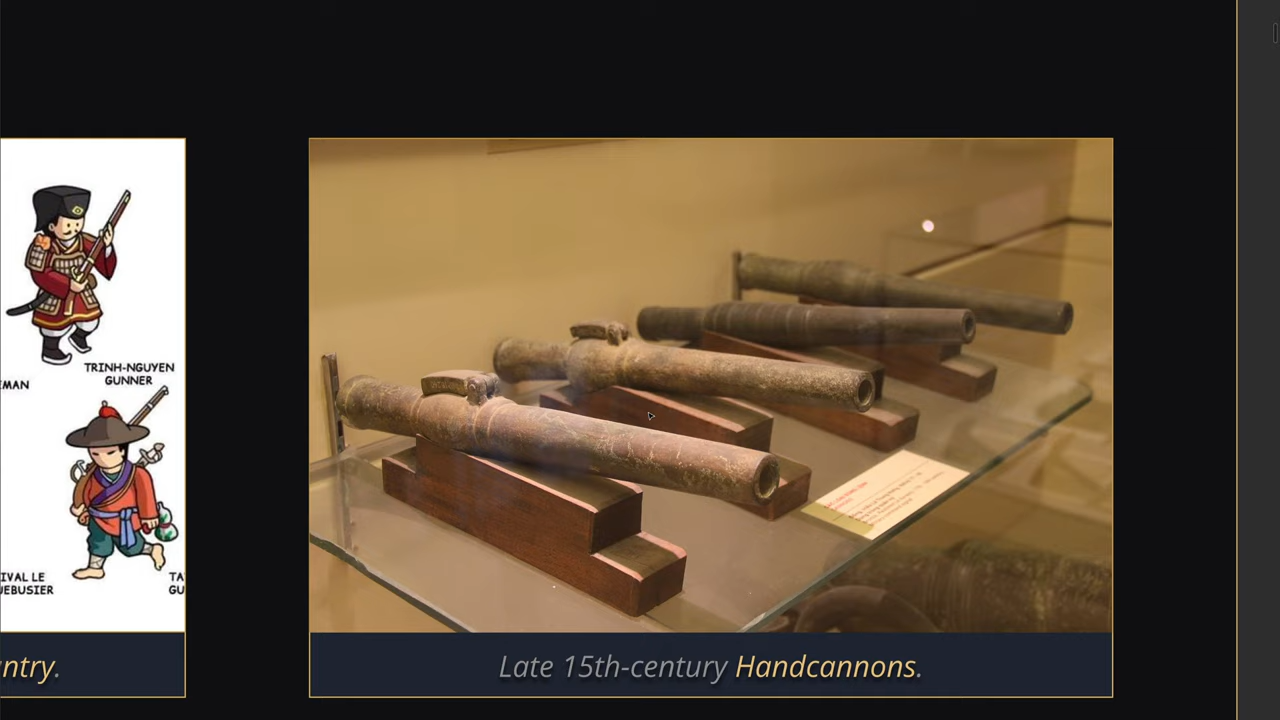 TRINH-NGUYEN
GUNNER
MAN
IVAL LE
UEBUSIER
TA
GU
ntry.
Late 15th-century Handcannons.